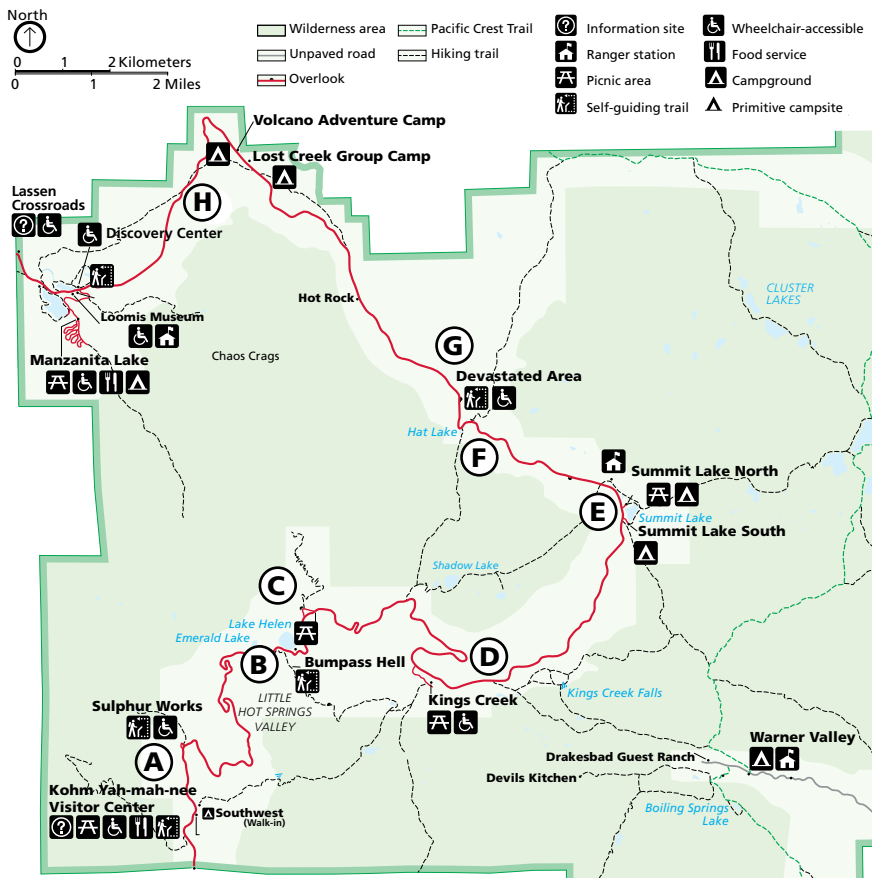 North
0 1 2 Kilometers
0 1 2 Miles
Wilderness area
Unpaved road
Overlook
Pacific Crest Trail
Hiking trail
Information site
Ranger station
Picnic area
Self-guiding trail
Wheelchair-accessible
Food service
Campground
Primitive campsite
Volcano Adventure Camp
Lost Creek Group Camp
H
Lassen
Crossroads
Discovery Center
Loomis Museum
Manzanita Lake
Hot Rock
Chaos Crags
CLUSTER
LAKES
G
Devastated Area
Hat Lake
F
Summit Lake North
E
Summit Lake
Summit Lake South
Shadow Lake
C
Lake Helen
Emerald Lake
B
Bumpass Hell
D
LITTLE
HOT SPRINGS
VALLEY
Kings Creek
Kings Creek Falls
Sulphur Works
A
Kohm Yah-mah-nee
Visitor Center
Southwest
(Walk-in)
Warner Valley
Drakesbad Guest Ranch
Devils Kitchen
Boiling Springs
Lake